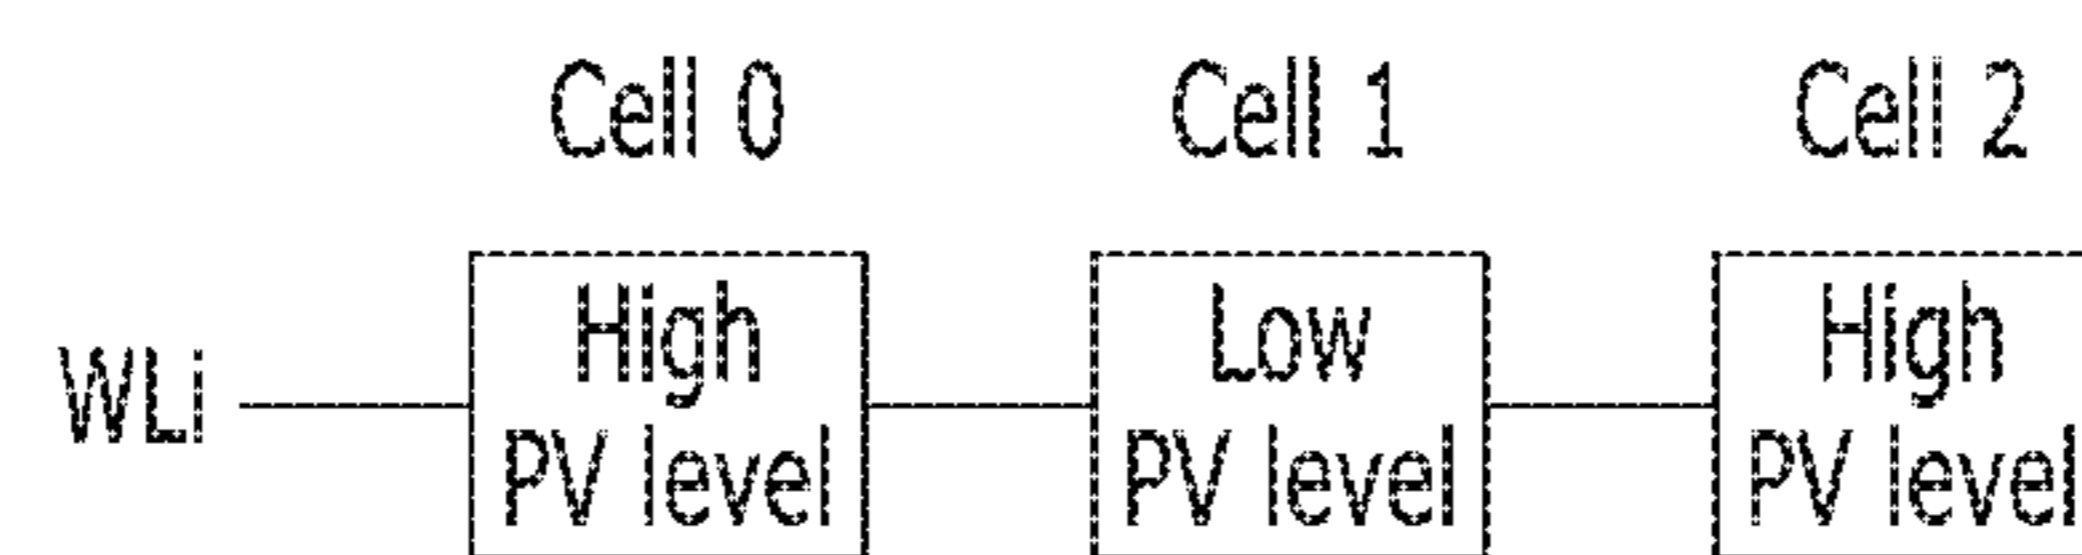 Cell 0 Cell 1 Cell 2
High Low High
WLi
PV level PV level PV level